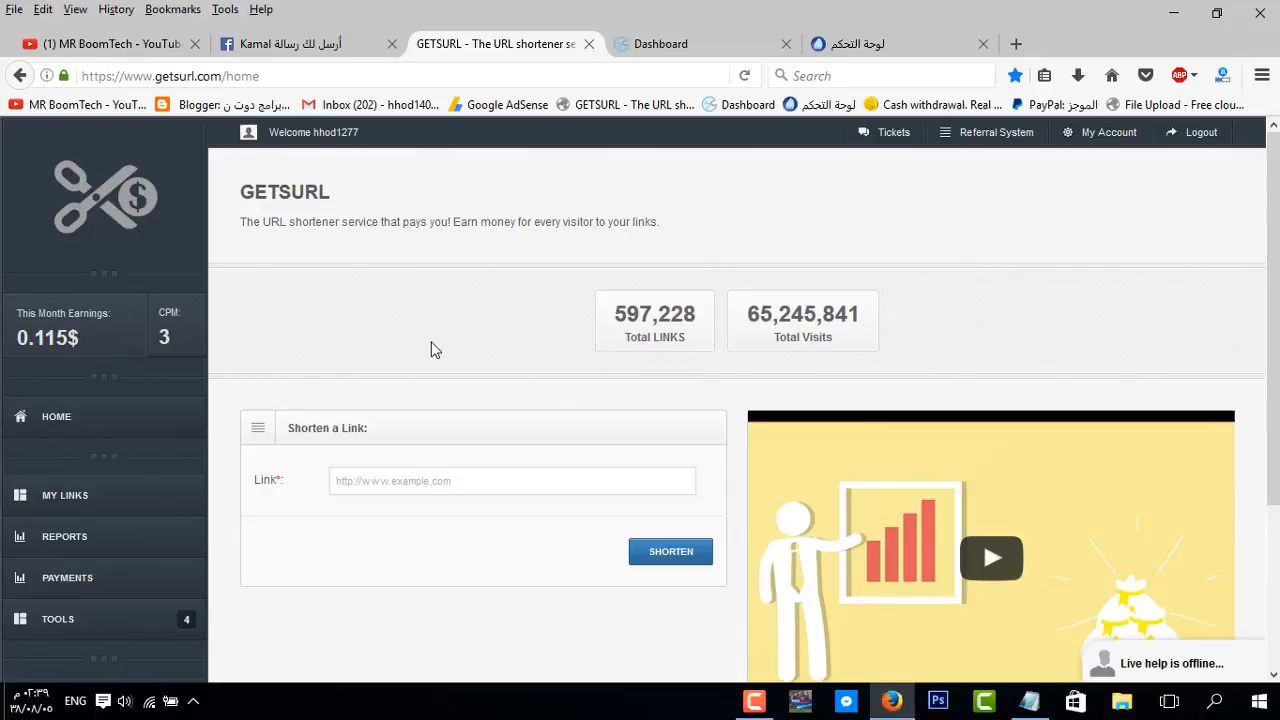 File Edit View History Bookmarks Tools Help
(1) MR BoomTech - YouTube
أرسل لك رسالة Kamal
GETSURL - The URL shortener se
Dashboard
لوحة التحكم
https://www.getsurl.com/home
Search
ABP
MR BoomTech - YouT...
Blogger: برامج دوت ن...
Inbox (202) - hhod140...
Google AdSense
GETSURL - The URL sh...
Dashboard
لوحة التحكم
Cash withdrawal. Real ...
PayPal: الموجز
File Upload - Free clou...
Welcome hhod1277
Tickets
Referral System
My Account
Logout
GETSURL
The URL shortener service that pays you! Earn money for every visitor to your links.
This Month Earnings:
0.115$
CPM:
3
597,228
Total LINKS
65,245,841
Total Visits
HOME
MY LINKS
REPORTS
PAYMENTS
TOOLS
4
Shorten a Link:
Link*:
http://www.example.com
SHORTEN
Live help is offline...
ENG
Ps